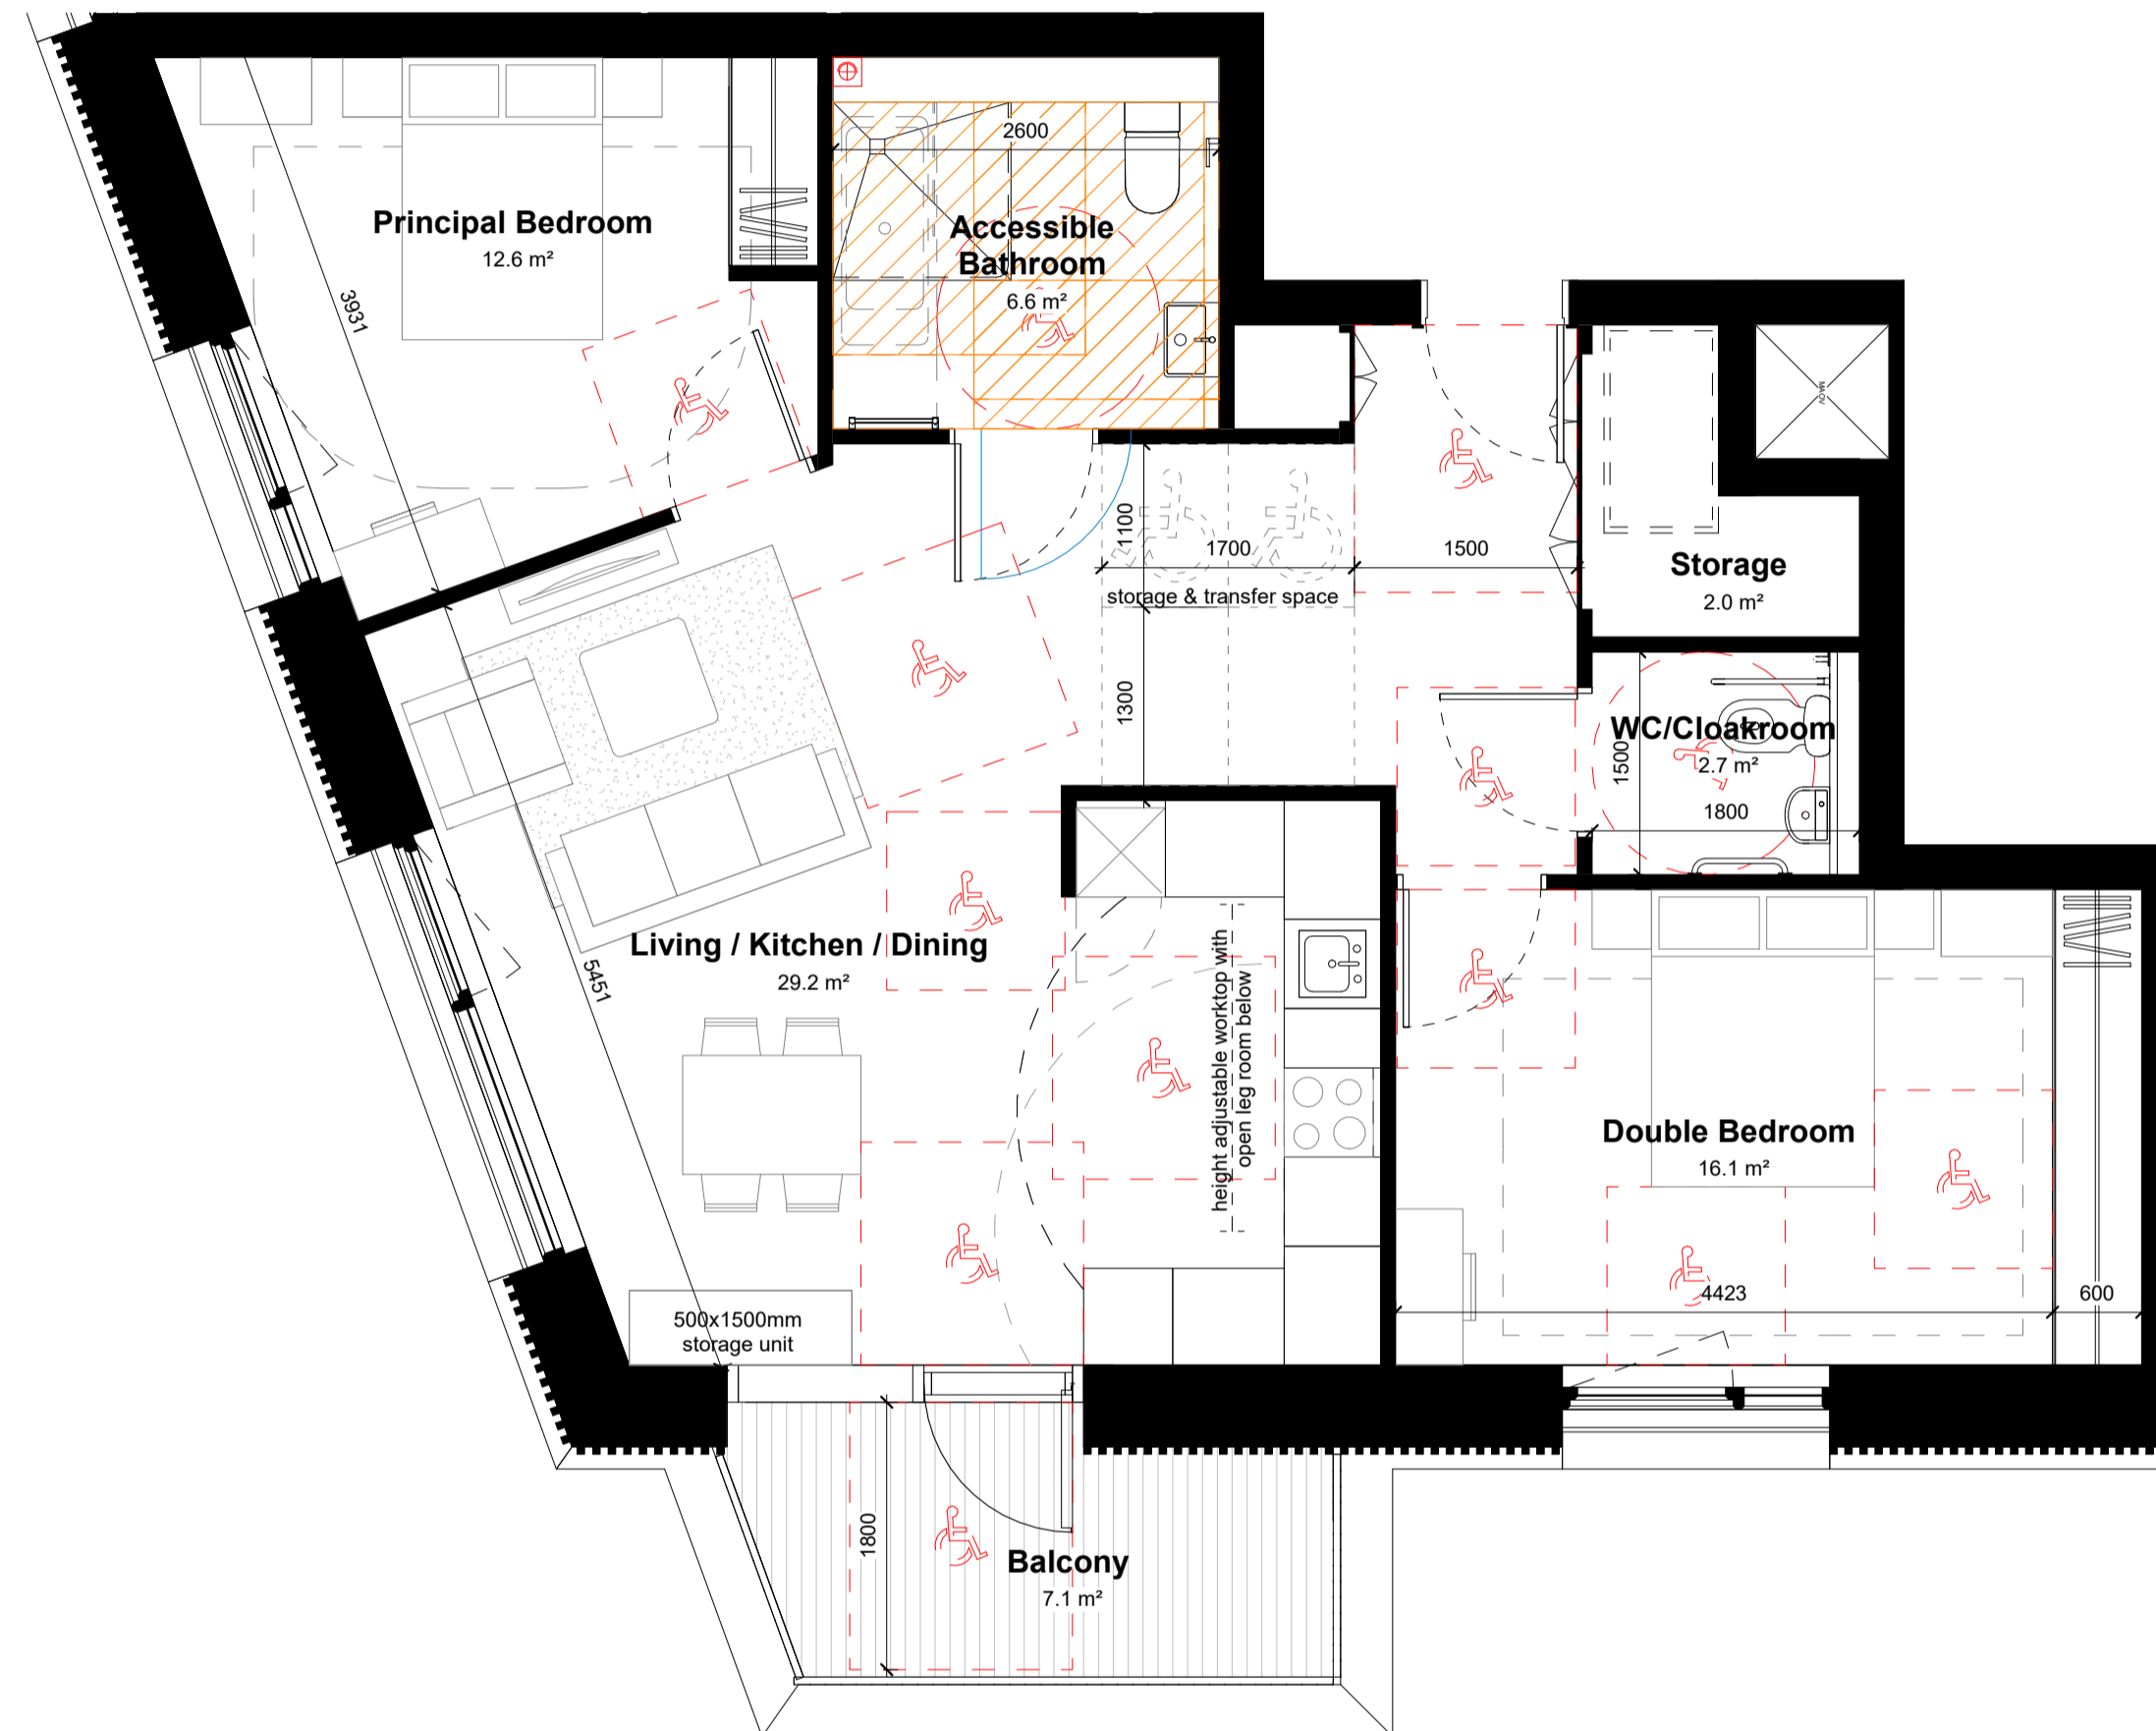 Principal Bedroom
12.6 m²
3931
2600
Accessible
Bathroom
6.6 m²
MAOV
1100
1700
1500
storage & transfer space
1300
Storage
2.0 m²
WC/Cloakroom
2.7 m²
1500
1800
Living / Kitchen / Dining
29.2 m²
5451
height adjustable worktop with
open leg room below
Double Bedroom
16.1 m²
4423
600
500x1500mm
storage unit
1800
Balcony
7.1 m²